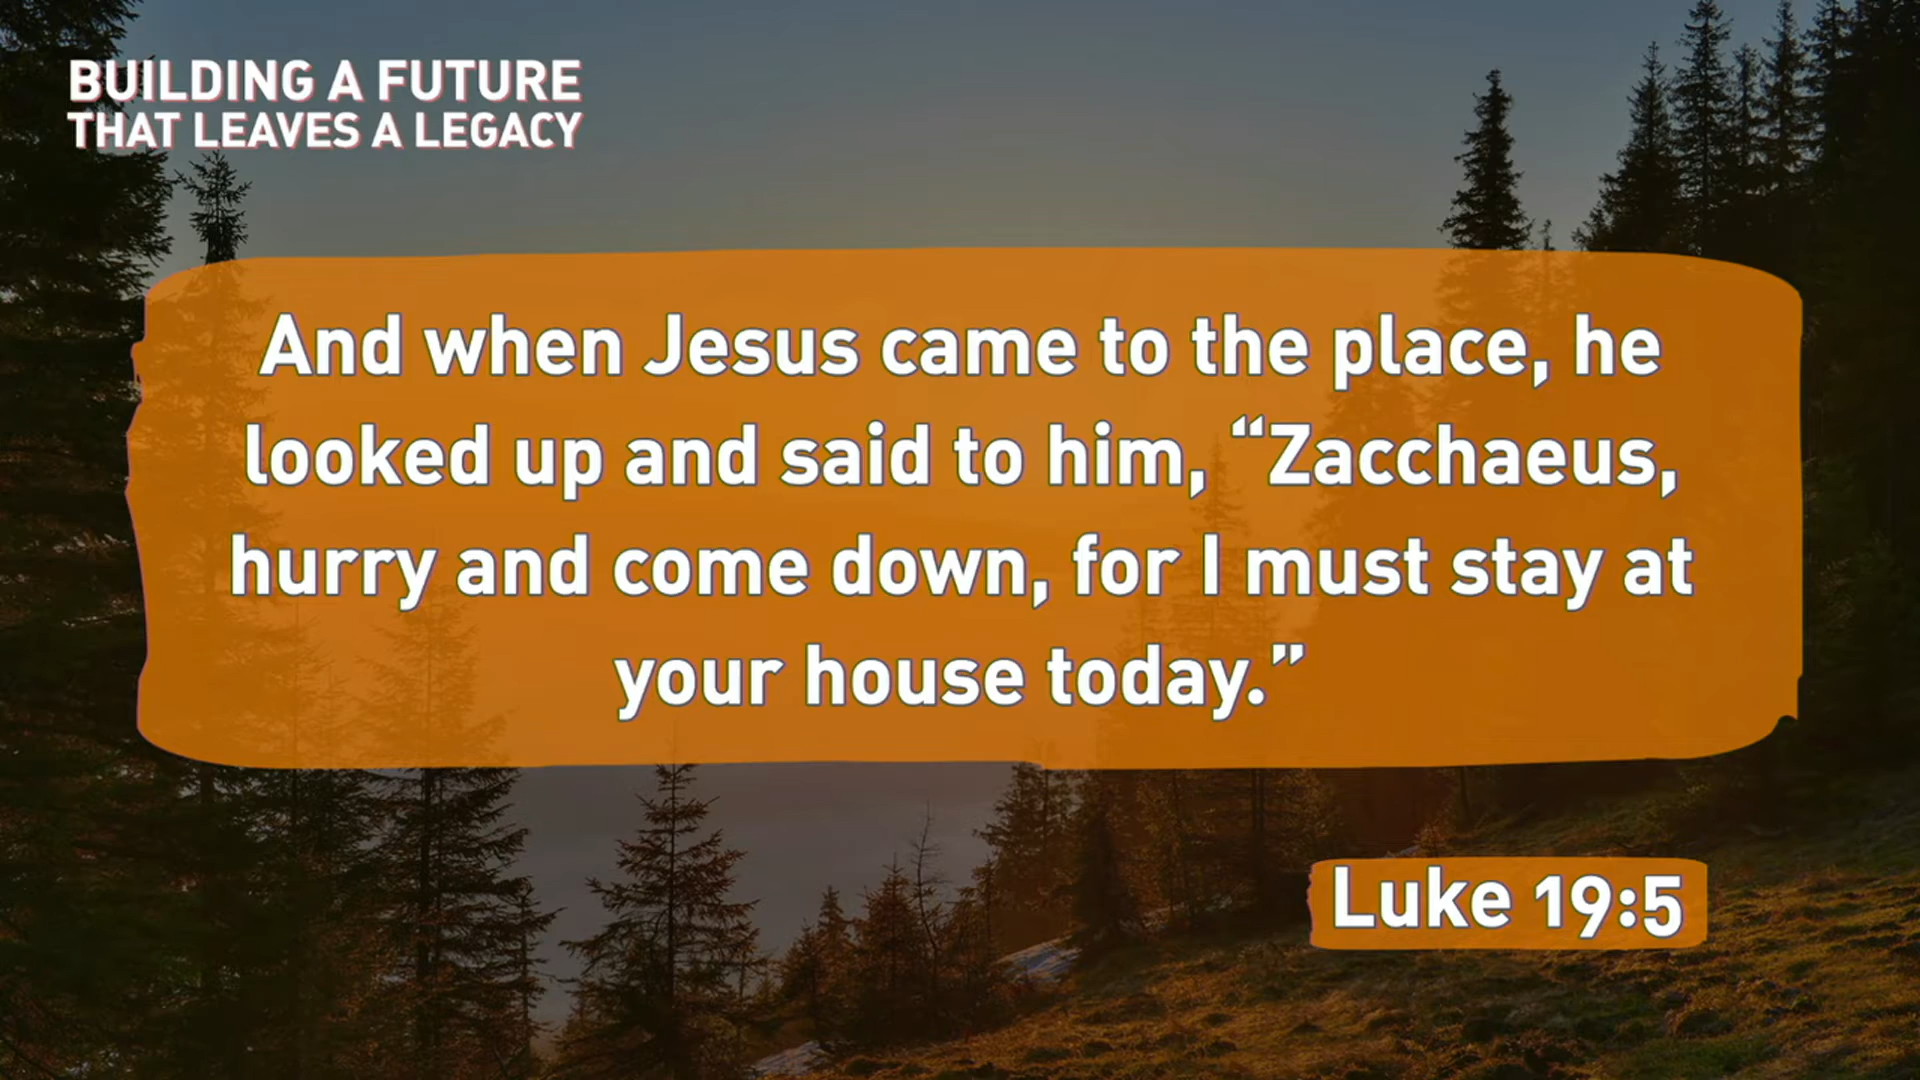 BUILDING A FUTURE
THAT LEAVES A LEGACY
And when Jesus came to the place, he
looked up and said to him, “Zacchaeus,
hurry and come down, for I must stay at
your house today.”
Luke 19:5